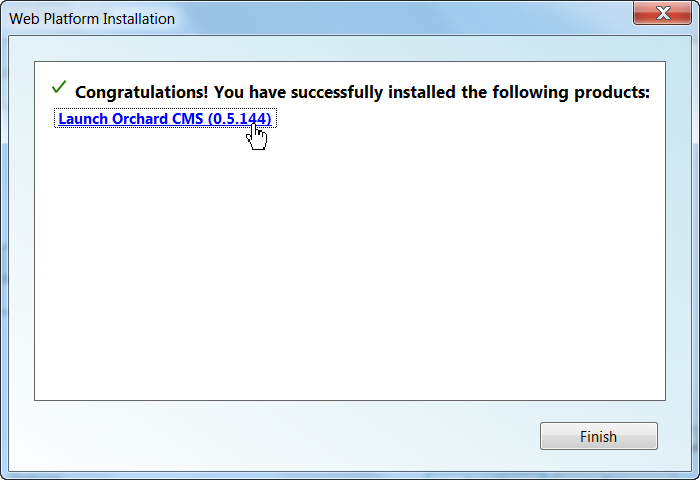 Web Platform Installation
Congratulations! You have successfully installed the following products:
Launch Orchard CMS (0.5.144)
Finish